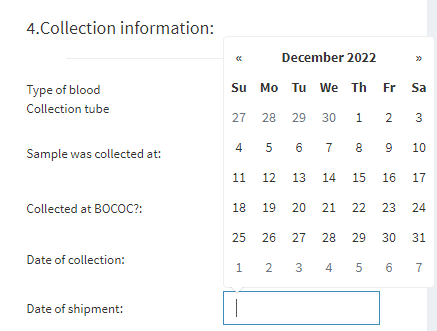 4.Collection information:
« December 2022 »
Su Mo Tu We Th Fr Sa
27 28 29 30 1 2 3
4 5 6 7 8 9 10
11 12 13 14 15 16 17
18 19 20 21 22 23 24
25 26 27 28 29 30 31
1 2 3 4 5 6 7
Type of blood
Collection tube
Sample was collected at:
Collected at BOCOC?:
Date of collection:
Date of shipment: